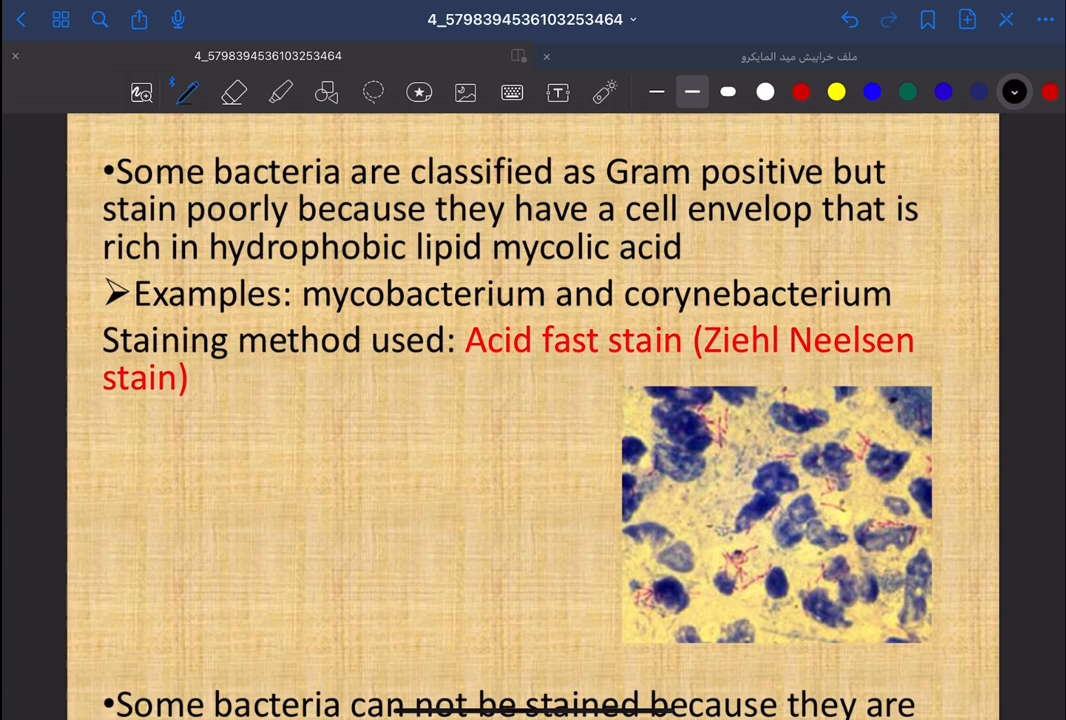 4_5798394536103253464
4_5798394536103253464
ملف خرابيش ميد المايكرو
•Some bacteria are classified as Gram positive but
stain poorly because they have a cell envelop that is
rich in hydrophobic lipid mycolic acid
➢Examples: mycobacterium and corynebacterium
Staining method used: Acid fast stain (Ziehl Neelsen
stain)
•Some bacteria can not be stained because they are